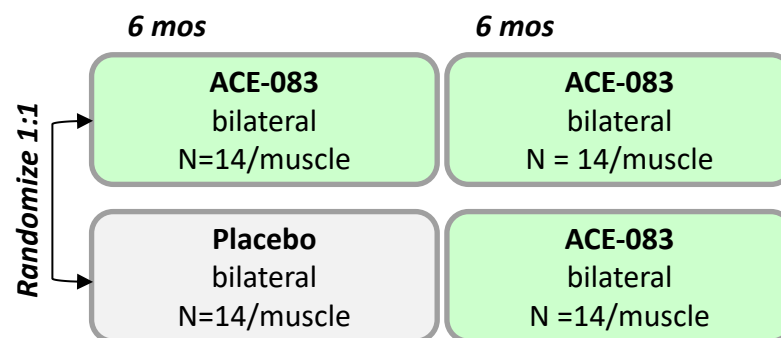 6 mos
6 mos
Randomize 1:1
ACE-083
bilateral
N=14/muscle
ACE-083
bilateral
N = 14/muscle
Placebo
bilateral
N=14/muscle
ACE-083
bilateral
N =14/muscle